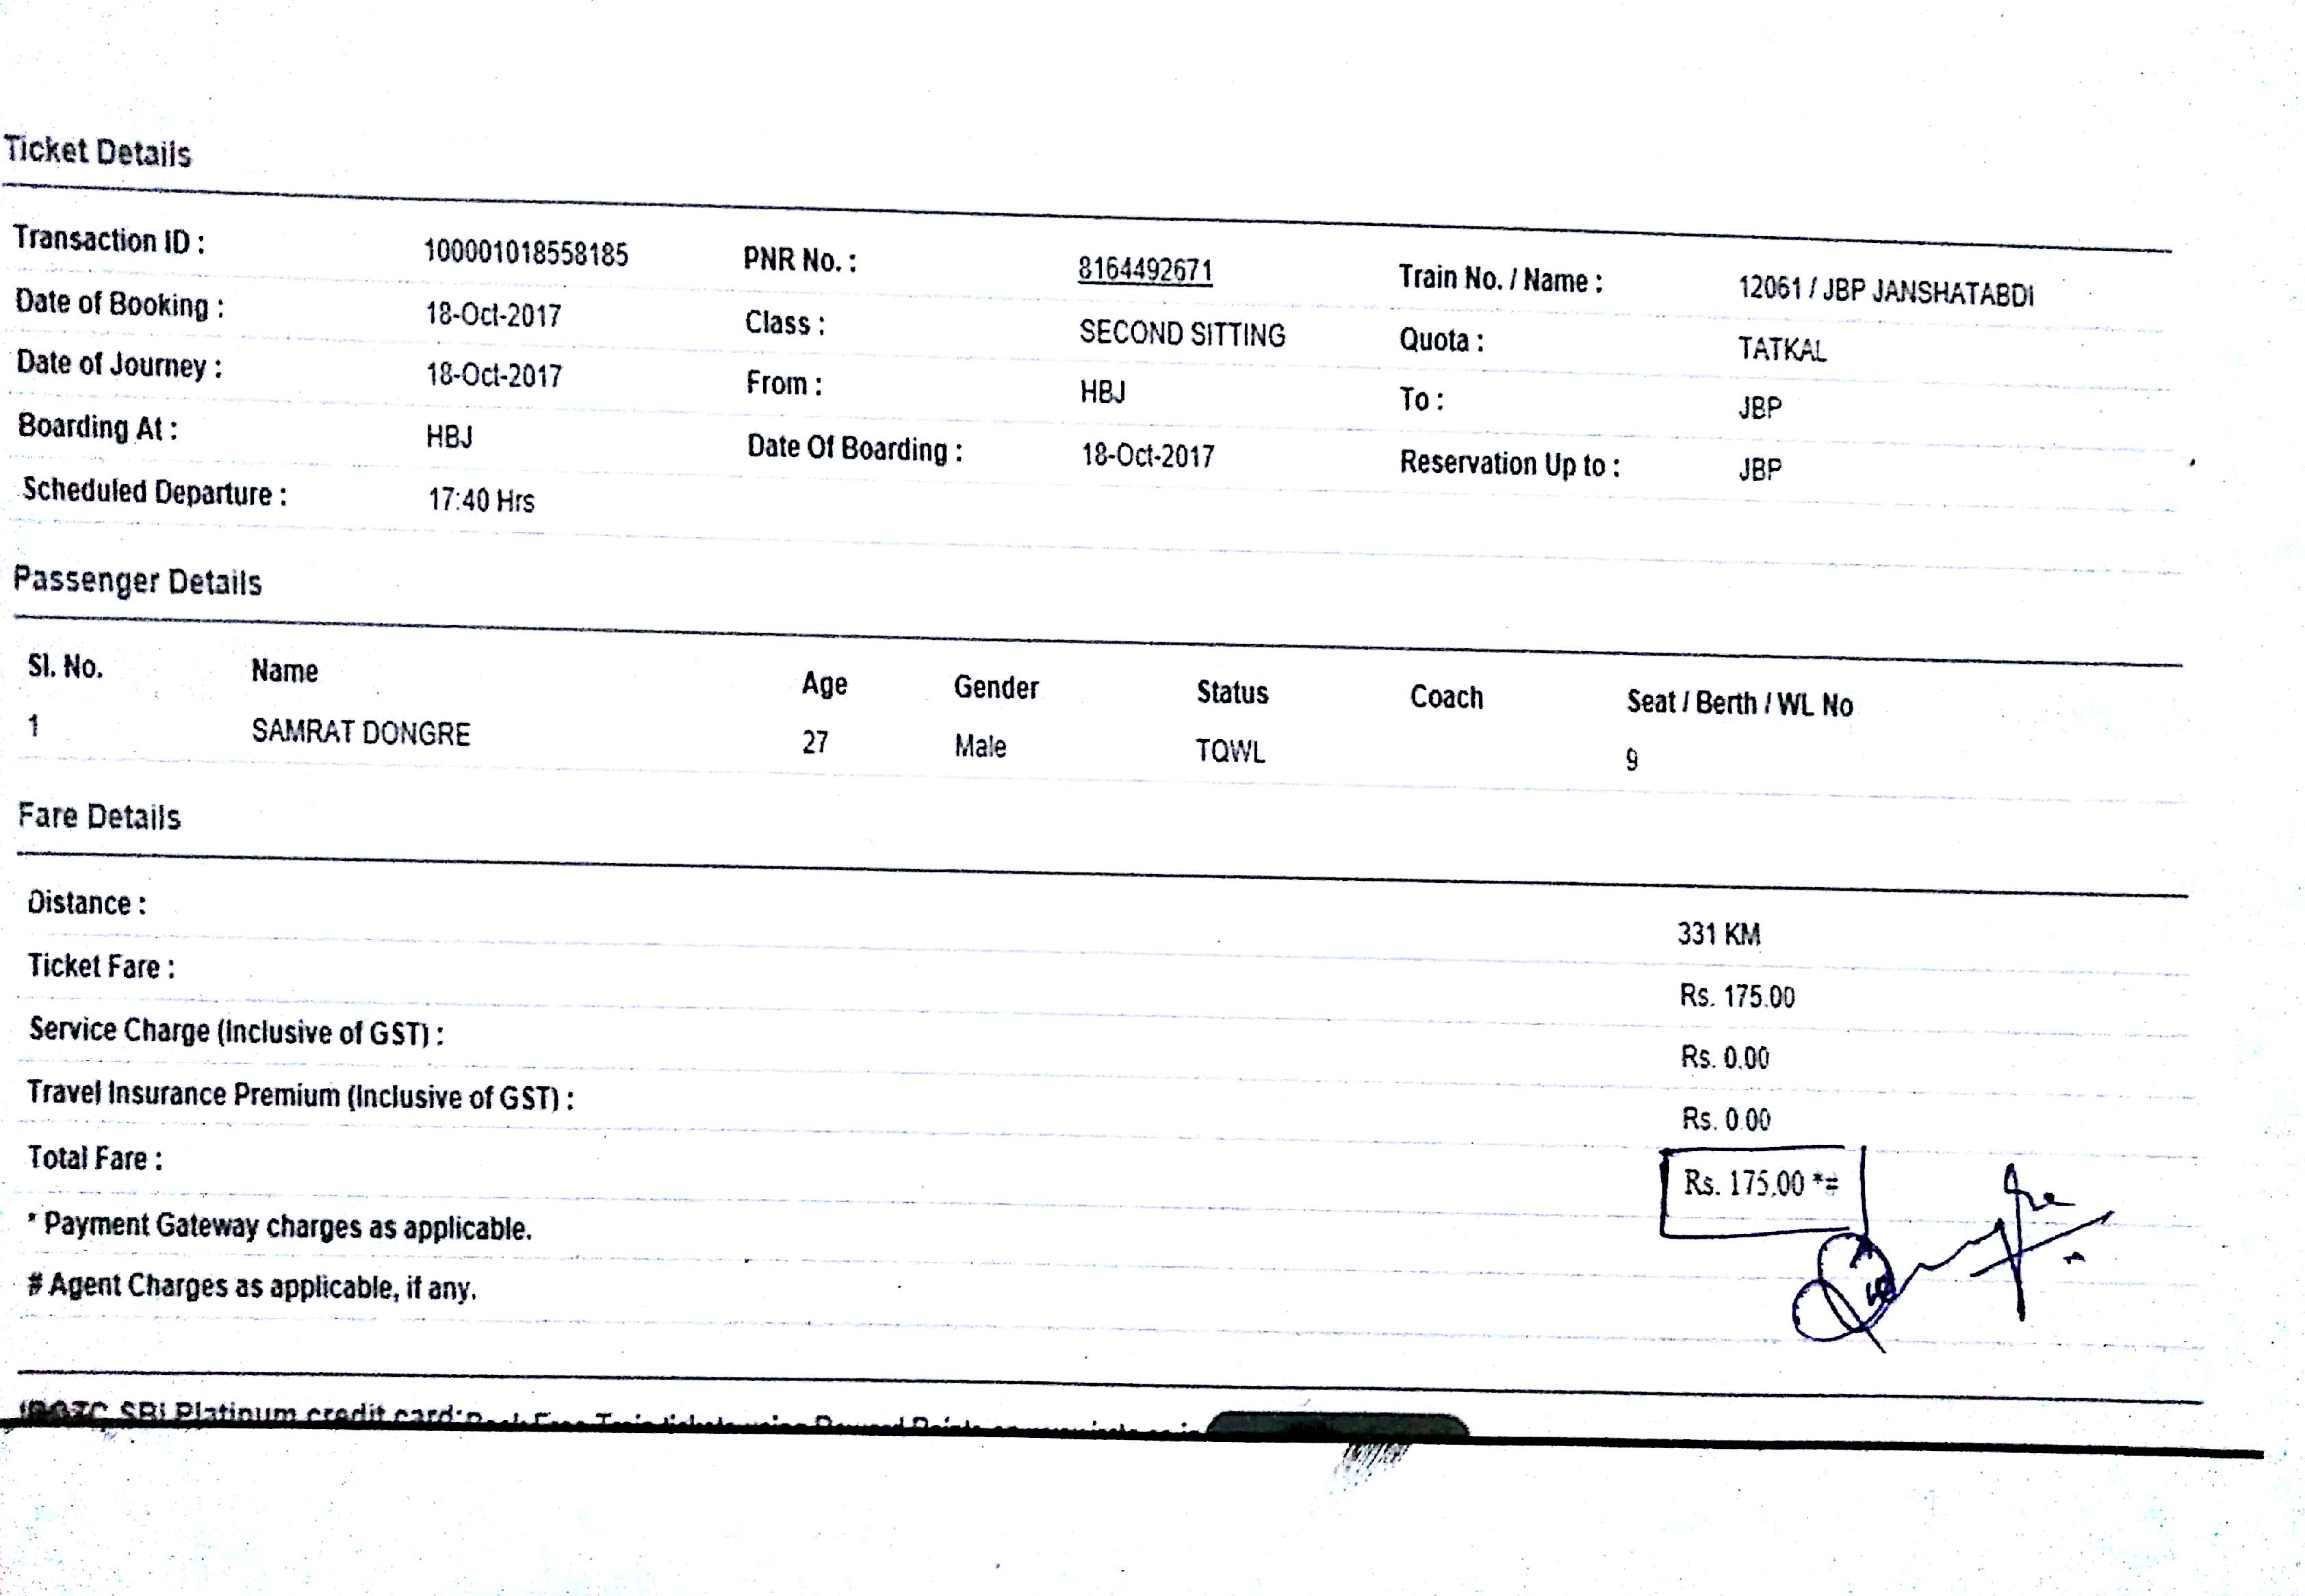 Ticket Details
Transaction ID : 100001018558185 PNR No. : 8164492671 Train No. / Name : 12061 / JBP JANSHATABDI
Date of Booking : 18-Oct-2017 Class : SECOND SITTING Quota : TATKAL
Date of Journey : 18-Oct-2017 From : HBJ To : JBP
Boarding At : HBJ Date Of Boarding : 18-Oct-2017 Reservation Up to : JBP
Scheduled Departure : 17:40 Hrs
Passenger Details
Sl. No. Name Age Gender Status Coach Seat / Berth / WL No
1 SAMRAT DONGRE 27 Male TQWL 9
Fare Details
Distance : 331 KM
Ticket Fare : Rs. 175.00
Service Charge (Inclusive of GST) : Rs. 0.00
Travel Insurance Premium (Inclusive of GST) : Rs. 0.00
Total Fare : Rs. 175.00 *#
* Payment Gateway charges as applicable.
# Agent Charges as applicable, if any.
SBI Platinum credit card: